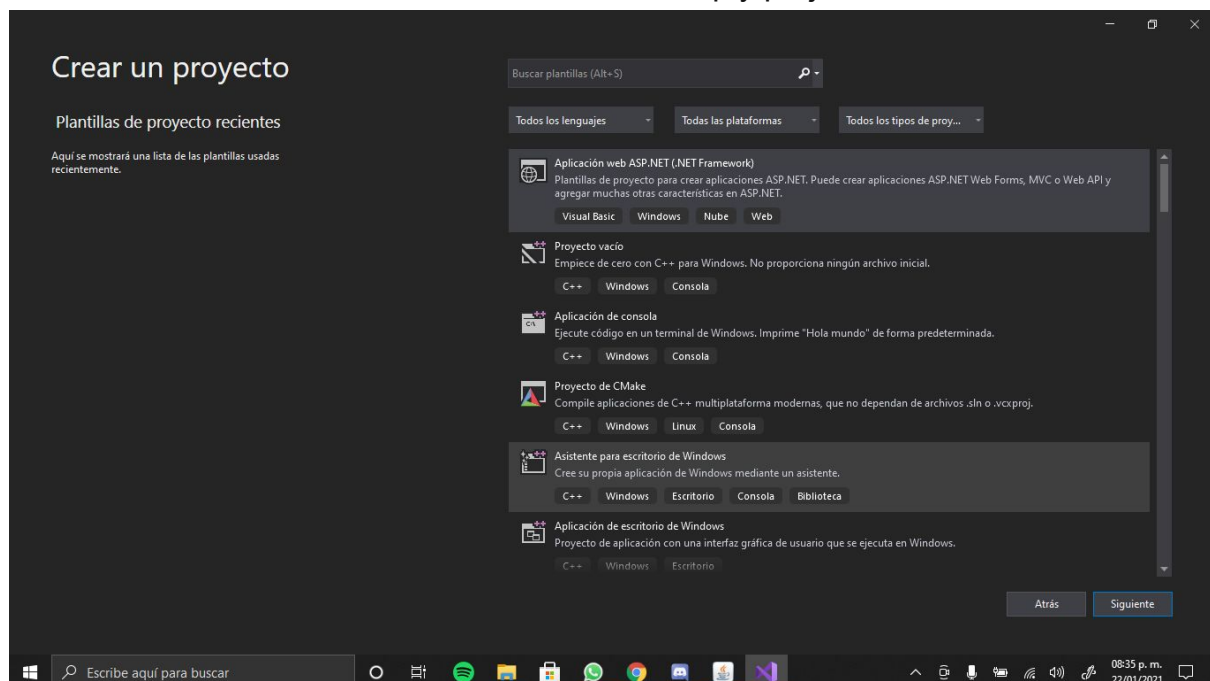 Crear un proyecto
Buscar plantillas (Alt+S)
Plantillas de proyecto recientes
Todos los lenguajes
Todas las plataformas
Todos los tipos de proy...
Aquí se mostrará una lista de las plantillas usadas
recientemente.
Aplicación web ASP.NET (.NET Framework)
Plantillas de proyecto para crear aplicaciones ASP.NET. Puede crear aplicaciones ASP.NET Web Forms, MVC o Web API y
agregar muchas otras características en ASP.NET.
Visual Basic Windows Nube Web
Proyecto vacío
Empiece de cero con C++ para Windows. No proporciona ningún archivo inicial.
C++ Windows Consola
Aplicación de consola
Ejecute código en un terminal de Windows. Imprime "Hola mundo" de forma predeterminada.
C++ Windows Consola
Proyecto de CMake
Compile aplicaciones de C++ multiplataforma modernas, que no dependan de archivos .sln o .vcxproj.
C++ Windows Linux Consola
Asistente para escritorio de Windows
Cree su propia aplicación de Windows mediante un asistente.
C++ Windows Escritorio Consola Biblioteca
Aplicación de escritorio de Windows
Proyecto de aplicación con una interfaz gráfica de usuario que se ejecuta en Windows.
C++ Windows Escritorio
Atrás
Siguiente
Escribe aquí para buscar
08:35 p. m.
22/01/2021